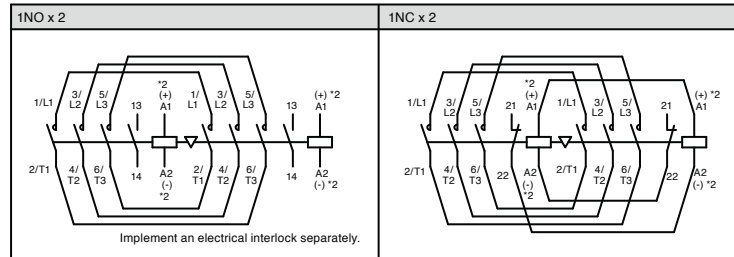 1NO x 2
1/L1
3/
L2
5/
L3
13
*2
(+)
A1
1/
L1
3/
L2
5/
L3
13
(+) *2
A1
2/T1
4/
T2
6/
T3
14
A2
(-)
*2
2/
T1
4/
T2
6/
T3
14
A2
(-) *2
Implement an electrical interlock separately.
1NC x 2
1/L1
3/
L2
5/
L3
21
*2
(+)
A1
1/L1
3/
L2
5/
L3
21
(+) *2
A1
2/T1
4/
T2
6/
T3
22
A2
(-)
*2
2/T1
4/
T2
6/
T3
22
A2
(-) *2